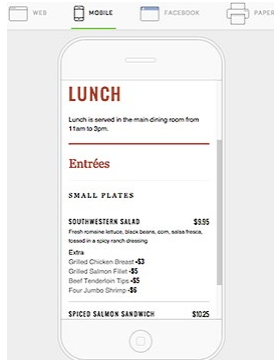 WEB
MOBILE
FACEBOOK
PAPER
LUNCH
Lunch is served in the main dining room from
11am to 3pm.
Entrées
SMALL PLATES
SOUTHWESTERN SALAD $9.95
Fresh romaine lettuce, black beans, corn, salsa fresca,
tossed in a spicy ranch dressing
Extra
Grilled Chicken Breast +$3
Grilled Salmon Fillet +$5
Beef Tenderloin Tips +$5
Four Jumbo Shrimp +$6
SPICED SALMON SANDWICH $10.25